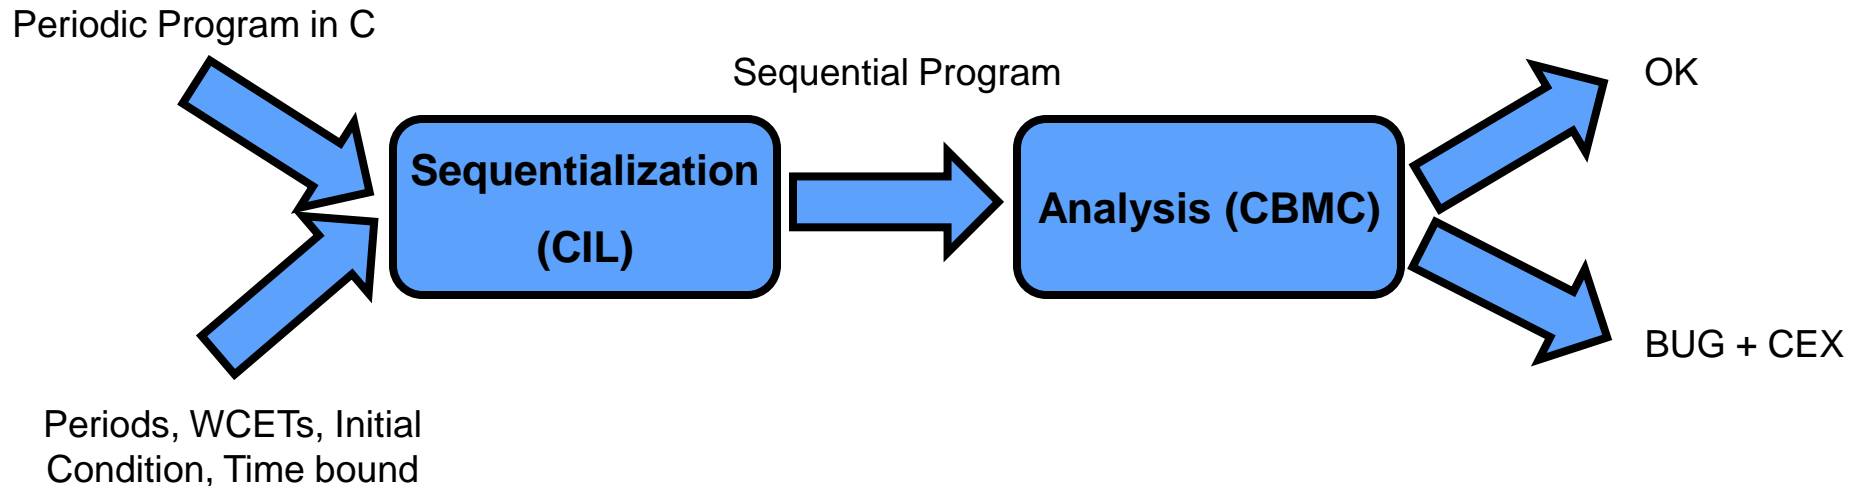 Periodic Program in C
Sequential Program
OK
Sequentialization
(CIL)
Analysis (CBMC)
BUG + CEX
Periods, WCETs, Initial
Condition, Time bound